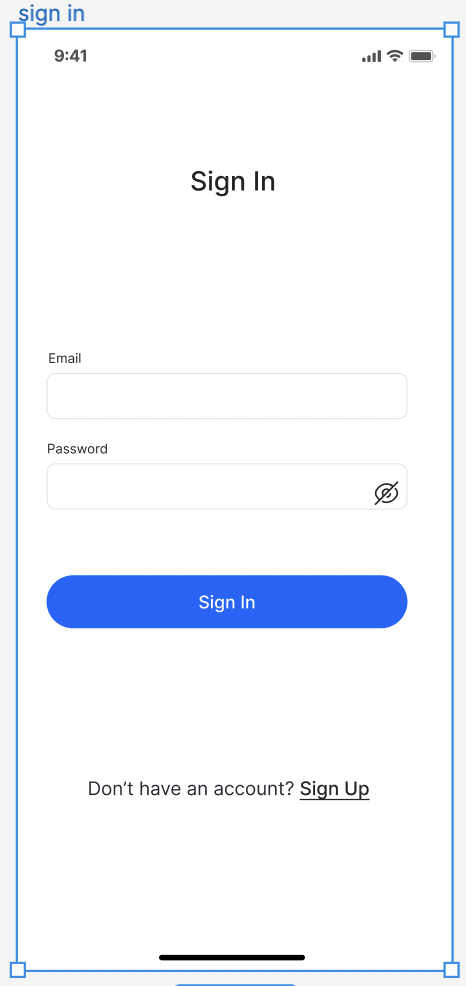 sign in
9:41
Sign In
Email
Password
Sign In
Don’t have an account? Sign Up